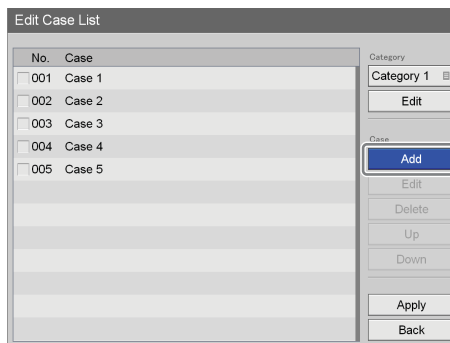 Edit Case List
No. Case
001 Case 1
002 Case 2
003 Case 3
004 Case 4
005 Case 5
Category
Category 1
Edit
Case
Add
Edit
Delete
Up
Down
Apply
Back